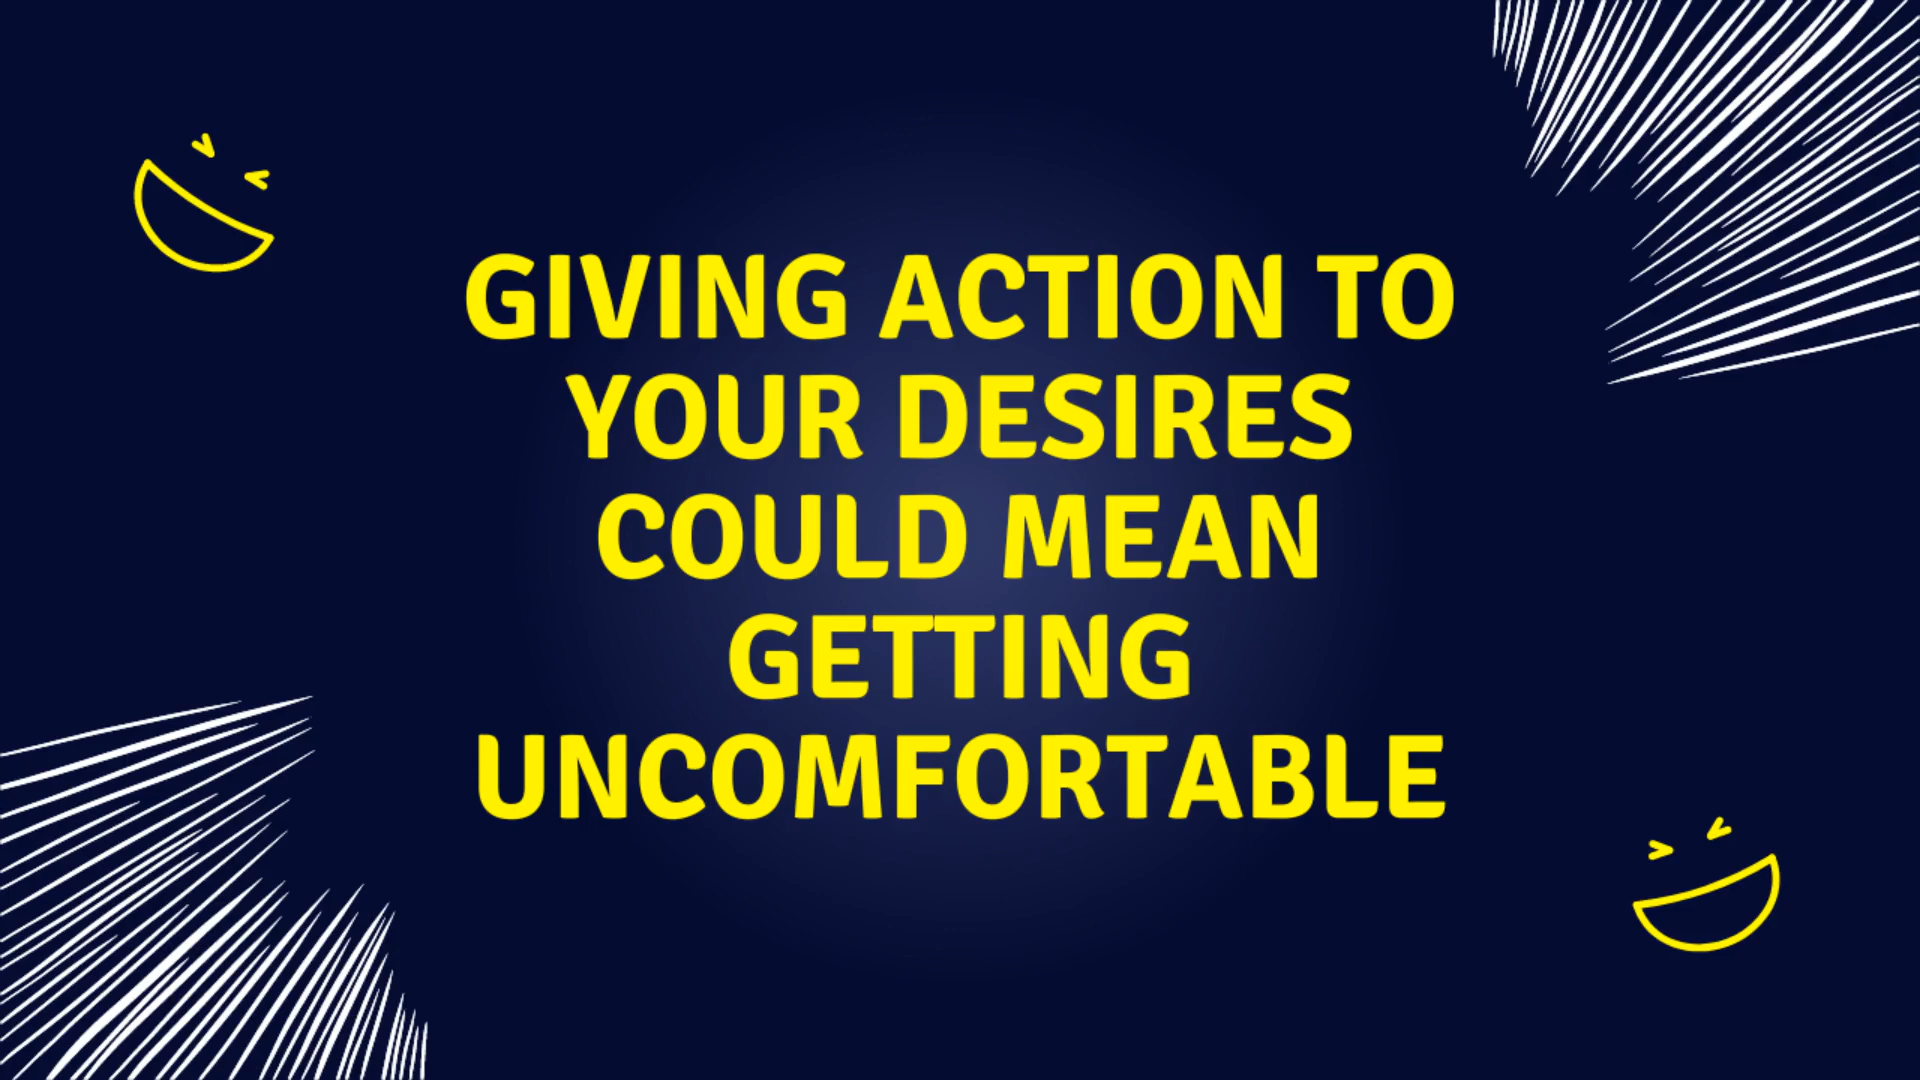 GIVING ACTION TO
YOUR DESIRES
COULD MEAN
GETTING
UNCOMFORTABLE